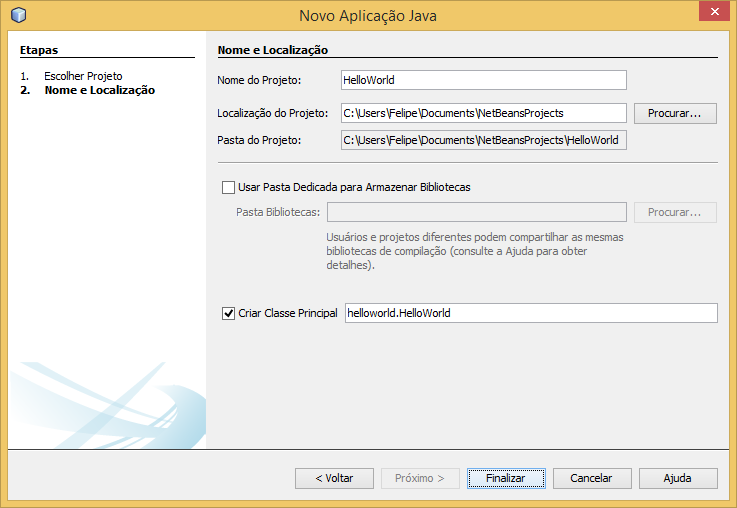 Novo Aplicação Java
Etapas
1. Escolher Projeto
2. Nome e Localização
Nome e Localização
Nome do Projeto: HelloWorld
Localização do Projeto: C:\Users\Felipe\Documents\NetBeansProjects Procurar...
Pasta do Projeto: C:\Users\Felipe\Documents\NetBeansProjects\HelloWorld
Usar Pasta Dedicada para Armazenar Bibliotecas
Pasta Bibliotecas: Procurar...
Usuários e projetos diferentes podem compartilhar as mesmas
bibliotecas de compilação (consulte a Ajuda para obter
detalhes).
Criar Classe Principal helloworld.HelloWorld
< Voltar Próximo > Finalizar Cancelar Ajuda